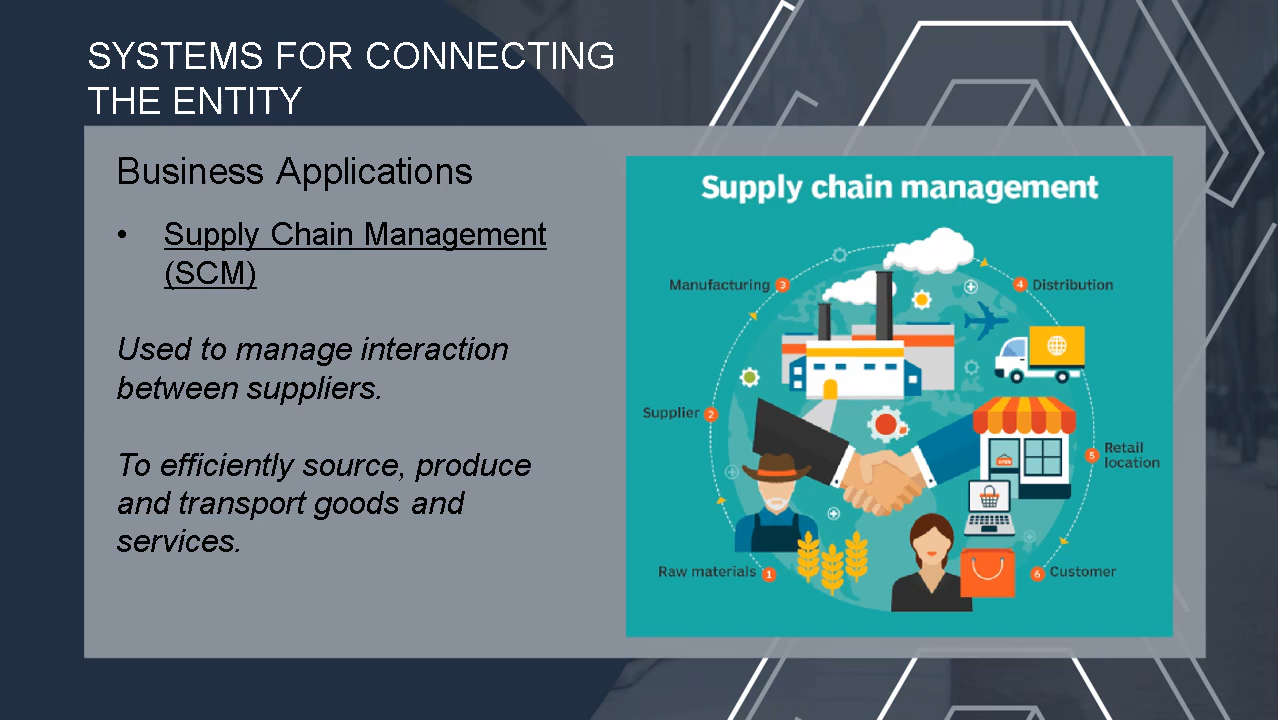 SYSTEMS FOR CONNECTING
THE ENTITY
Business Applications
• Supply Chain Management
(SCM)
Used to manage interaction
between suppliers.
To efficiently source, produce
and transport goods and
services.
Supply chain management
Manufacturing 3
4 Distribution
Supplier 2
5 Retail
location
OPEN
Raw materials 1
6 Customer